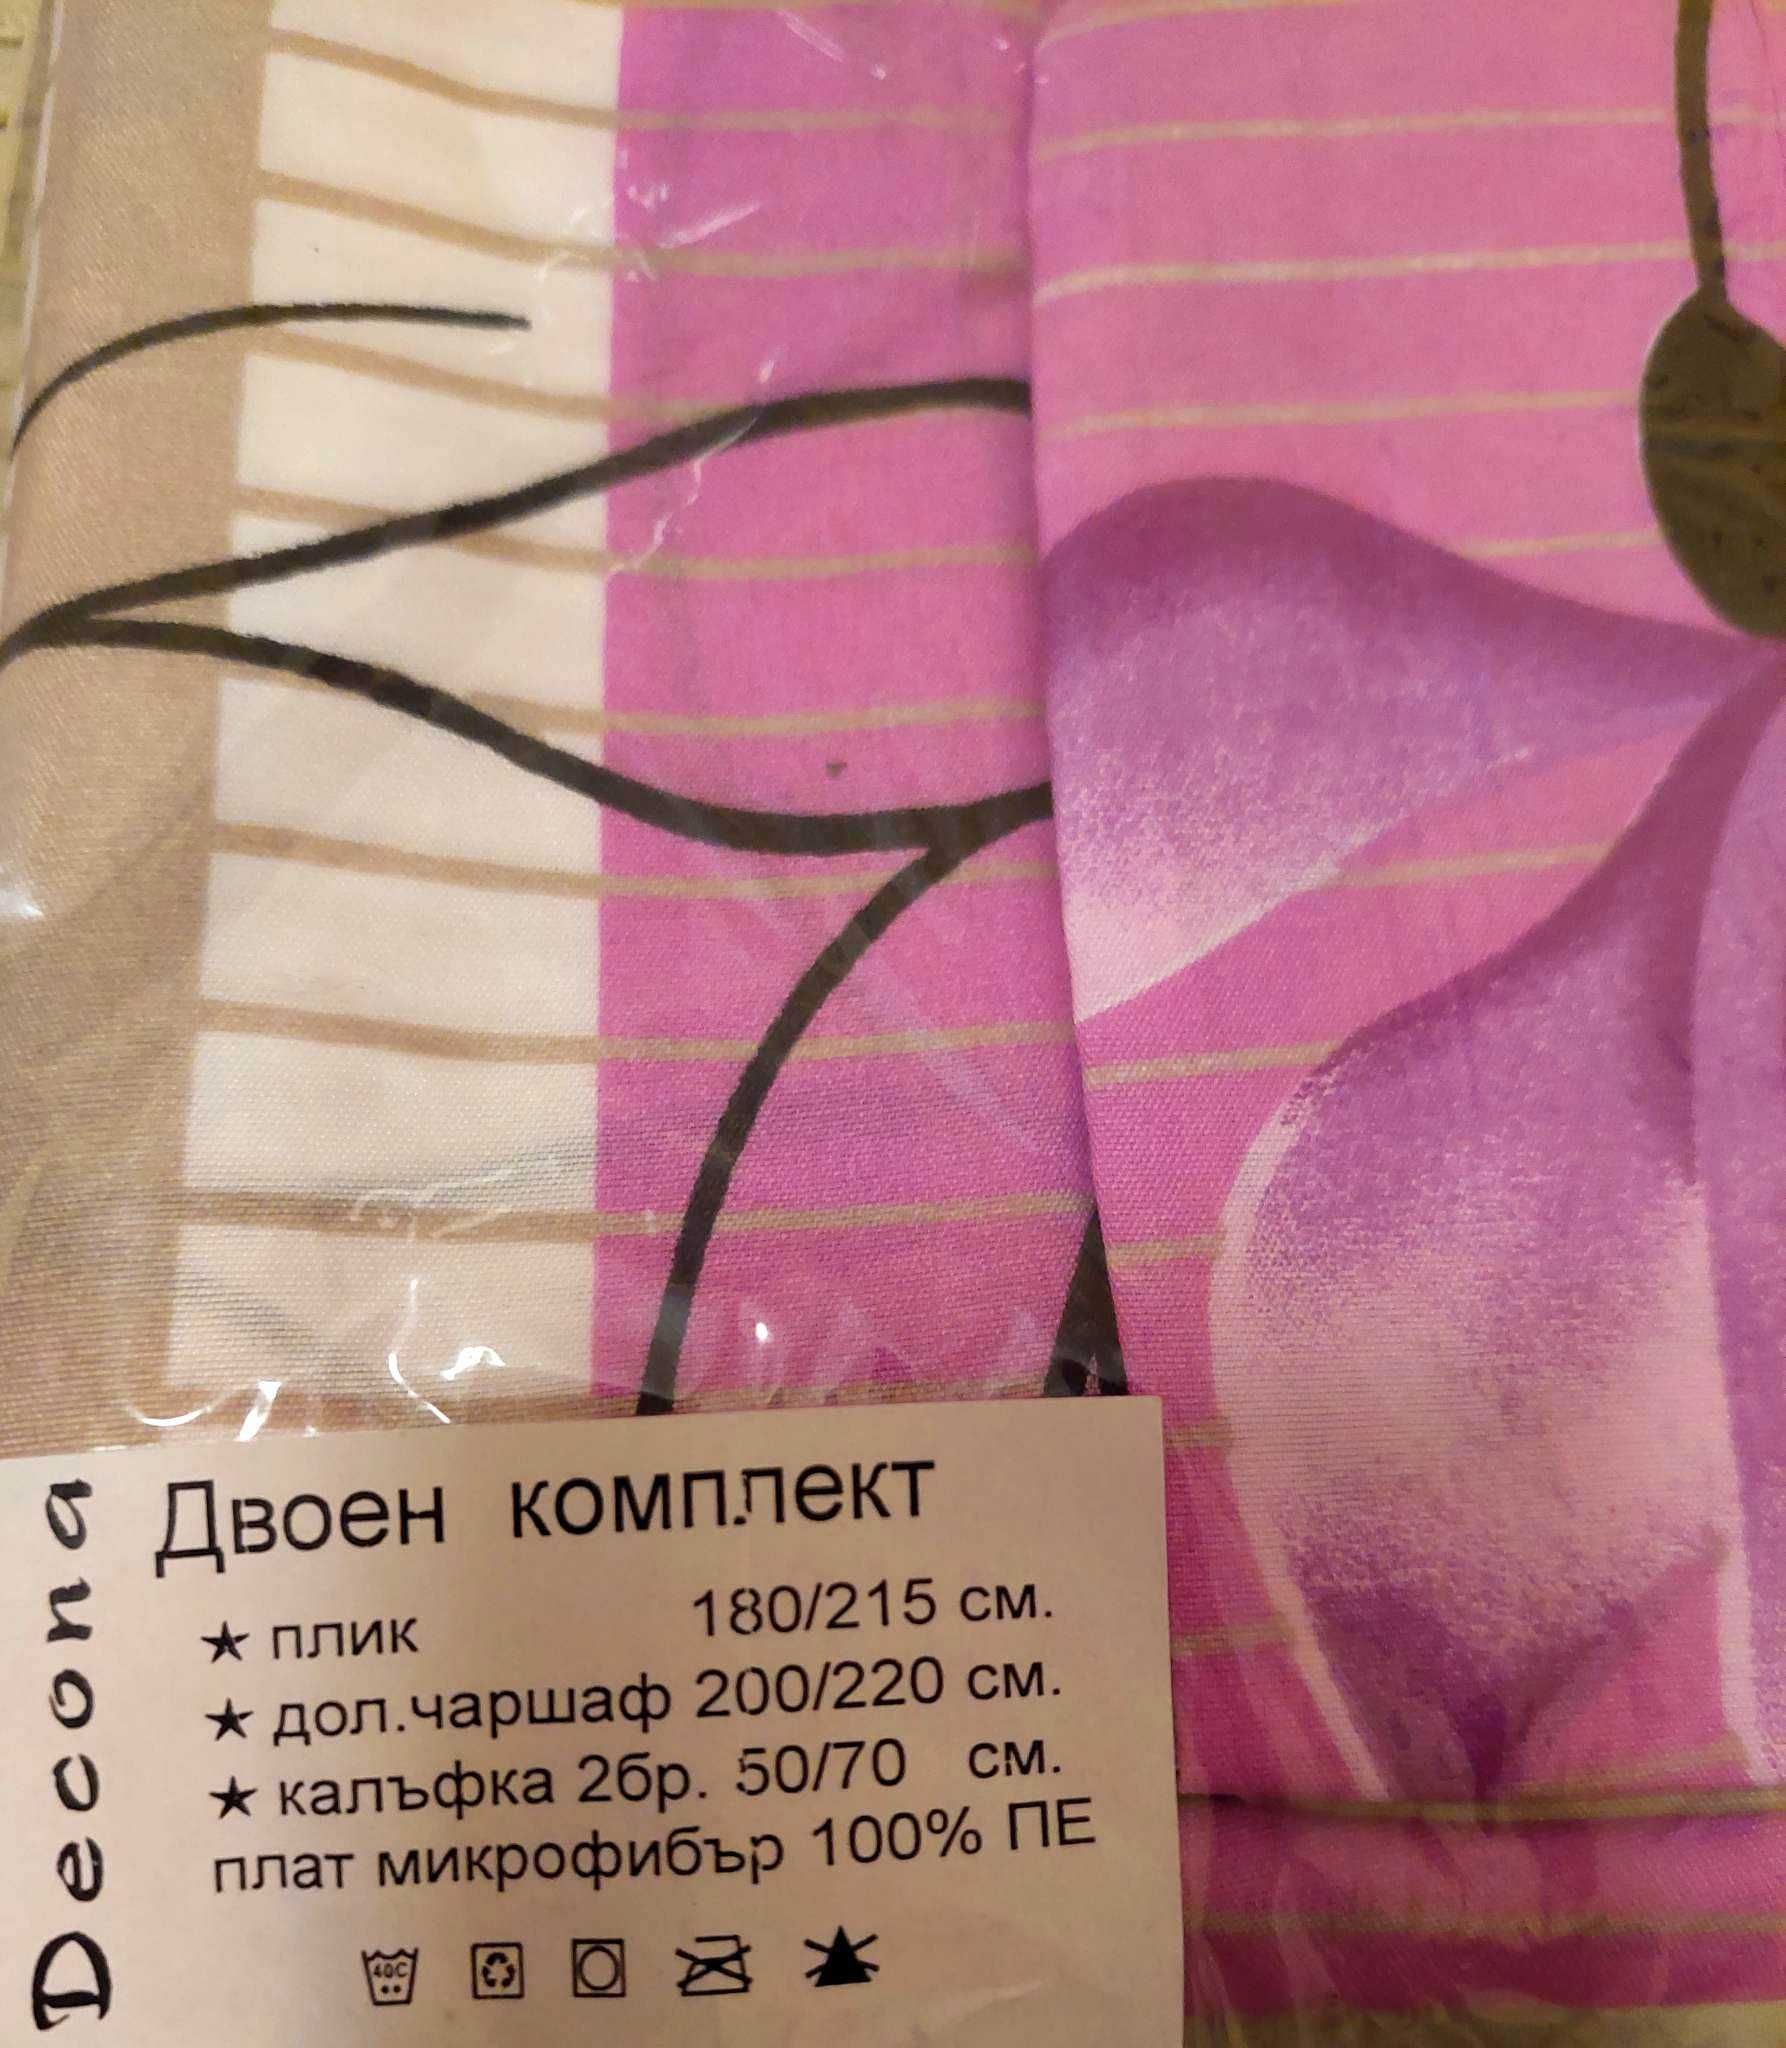 Decona
Двоен комплект
★ плик 180/215 см.
★ дол.чаршаф 200/220 см.
★ калъфка 2бр. 50/70 см.
плат микрофибър 100% ПЕ
40C